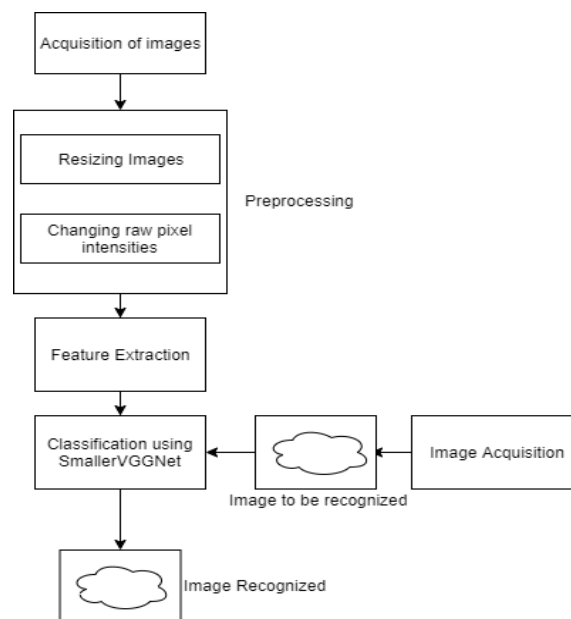 Acquisition of images
Resizing Images
Preprocessing
Changing raw pixel
intensities
Feature Extraction
Classification using
SmallerVGGNet
Image Acquisition
Image to be recognized
Image Recognized